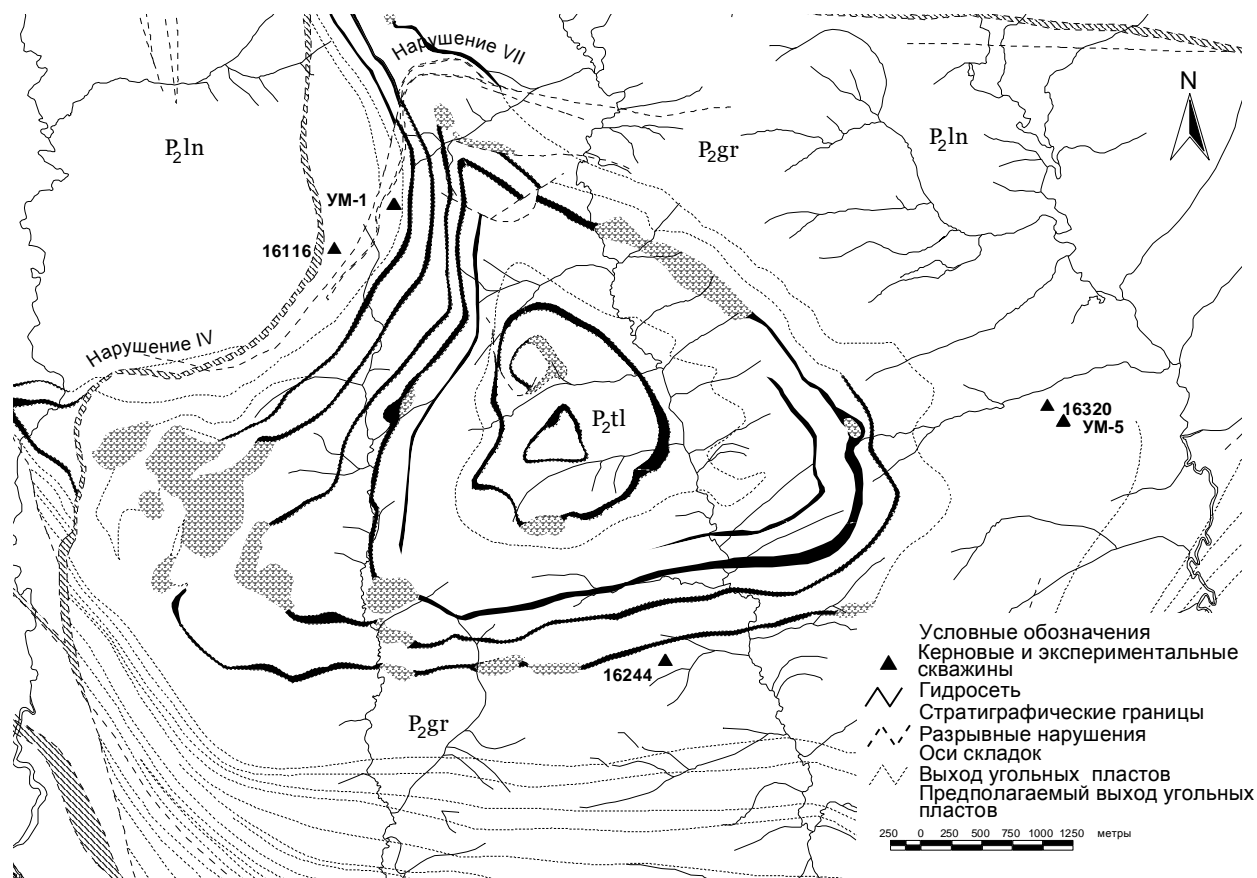 Нарушение VII
N
P₂ln
P₂gr
P₂ln
УМ-1
16116
Нарушение IV
P₂tl
16320
УМ-5
16244
P₂gr
Условные обозначения
Керновые и экспериментальные
скважины
Гидросеть
Стратиграфические границы
Разрывные нарушения
Оси складок
Выход угольных пластов
Предполагаемый выход угольных
пластов
250 0 250 500 750 1000 1250 метры